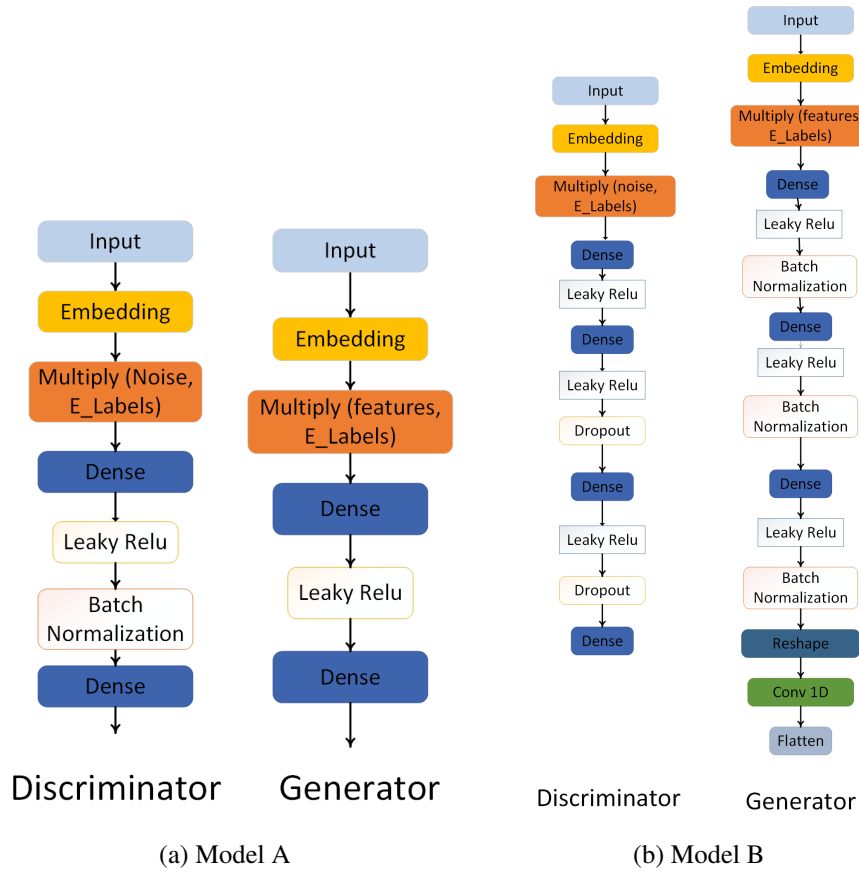 Input
Embedding
Multiply (Noise,
E_Labels)
Dense
Leaky Relu
Batch
Normalization
Dense
Discriminator
Input
Embedding
Multiply (features,
E_Labels)
Dense
Leaky Relu
Dense
Generator
(a) Model A
Input
Embedding
Multiply (noise,
E_Labels)
Dense
Leaky Relu
Dense
Leaky Relu
Dropout
Dense
Leaky Relu
Dropout
Dense
Discriminator
Input
Embedding
Multiply (features
E_Labels)
Dense
Leaky Relu
Batch
Normalization
Dense
Leaky Relu
Batch
Normalization
Dense
Leaky Relu
Batch
Normalization
Reshape
Conv 1D
Flatten
Generator
(b) Model B